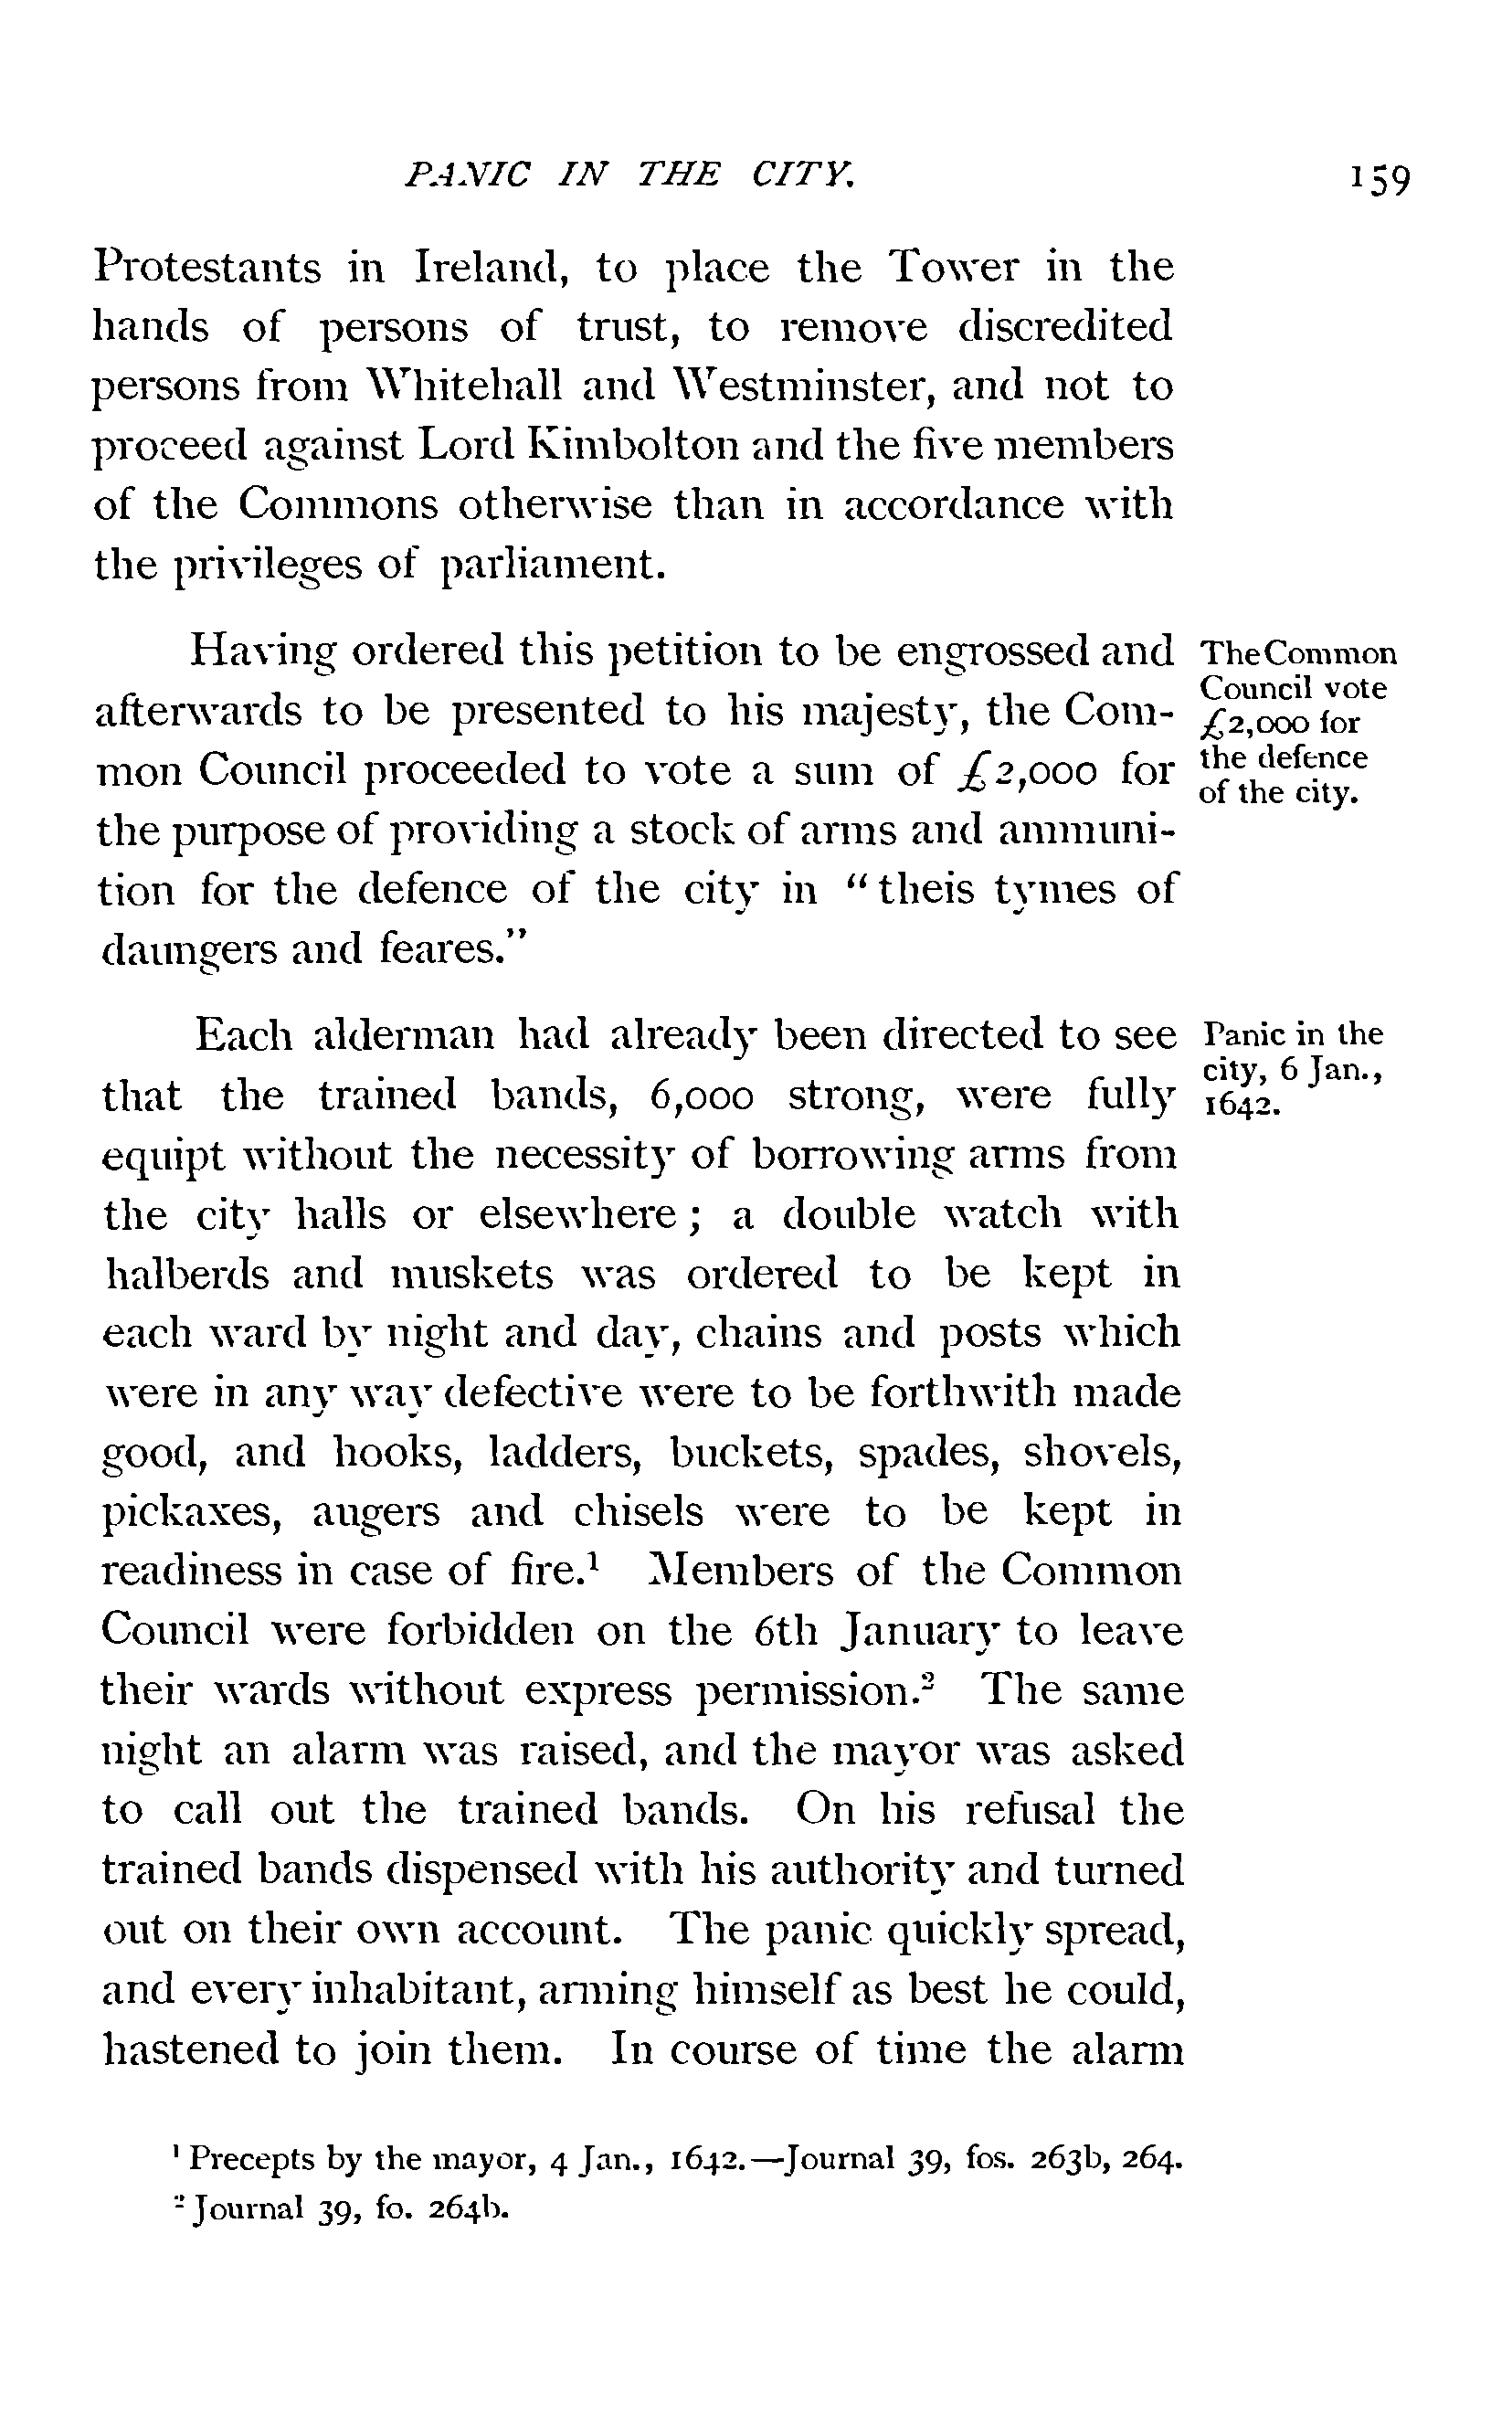 PANIC IN THE CITY. 159
Protestants in Ireland, to place the Tower in the
hands of persons of trust, to remove discredited
persons from Whitehall and Westminster, and not to
proceed against Lord Kimbolton and the five members
of the Commons otherwise than in accordance with
the privileges of parliament.
Having ordered this petition to be engrossed and
afterwards to be presented to his majesty, the Com-
mon Council proceeded to vote a sum of £2,000 for
the purpose of providing a stock of arms and ammuni-
tion for the defence of the city in “theis tymes of
daungers and feares.”
The Common
Council vote
£2,000 for
the defence
of the city.
Each alderman had already been directed to see
that the trained bands, 6,000 strong, were fully
equipt without the necessity of borrowing arms from
the city halls or elsewhere; a double watch with
halberds and muskets was ordered to be kept in
each ward by night and day, chains and posts which
were in any way defective were to be forthwith made
good, and hooks, ladders, buckets, spades, shovels,
pickaxes, augers and chisels were to be kept in
readiness in case of fire.¹ Members of the Common
Council were forbidden on the 6th January to leave
their wards without express permission.² The same
night an alarm was raised, and the mayor was asked
to call out the trained bands. On his refusal the
trained bands dispensed with his authority and turned
out on their own account. The panic quickly spread,
and every inhabitant, arming himself as best he could,
hastened to join them. In course of time the alarm
Panic in the
city, 6 Jan.,
1642.
¹ Precepts by the mayor, 4 Jan., 1642.—Journal 39, fos. 263b, 264.
² Journal 39, fo. 264b.